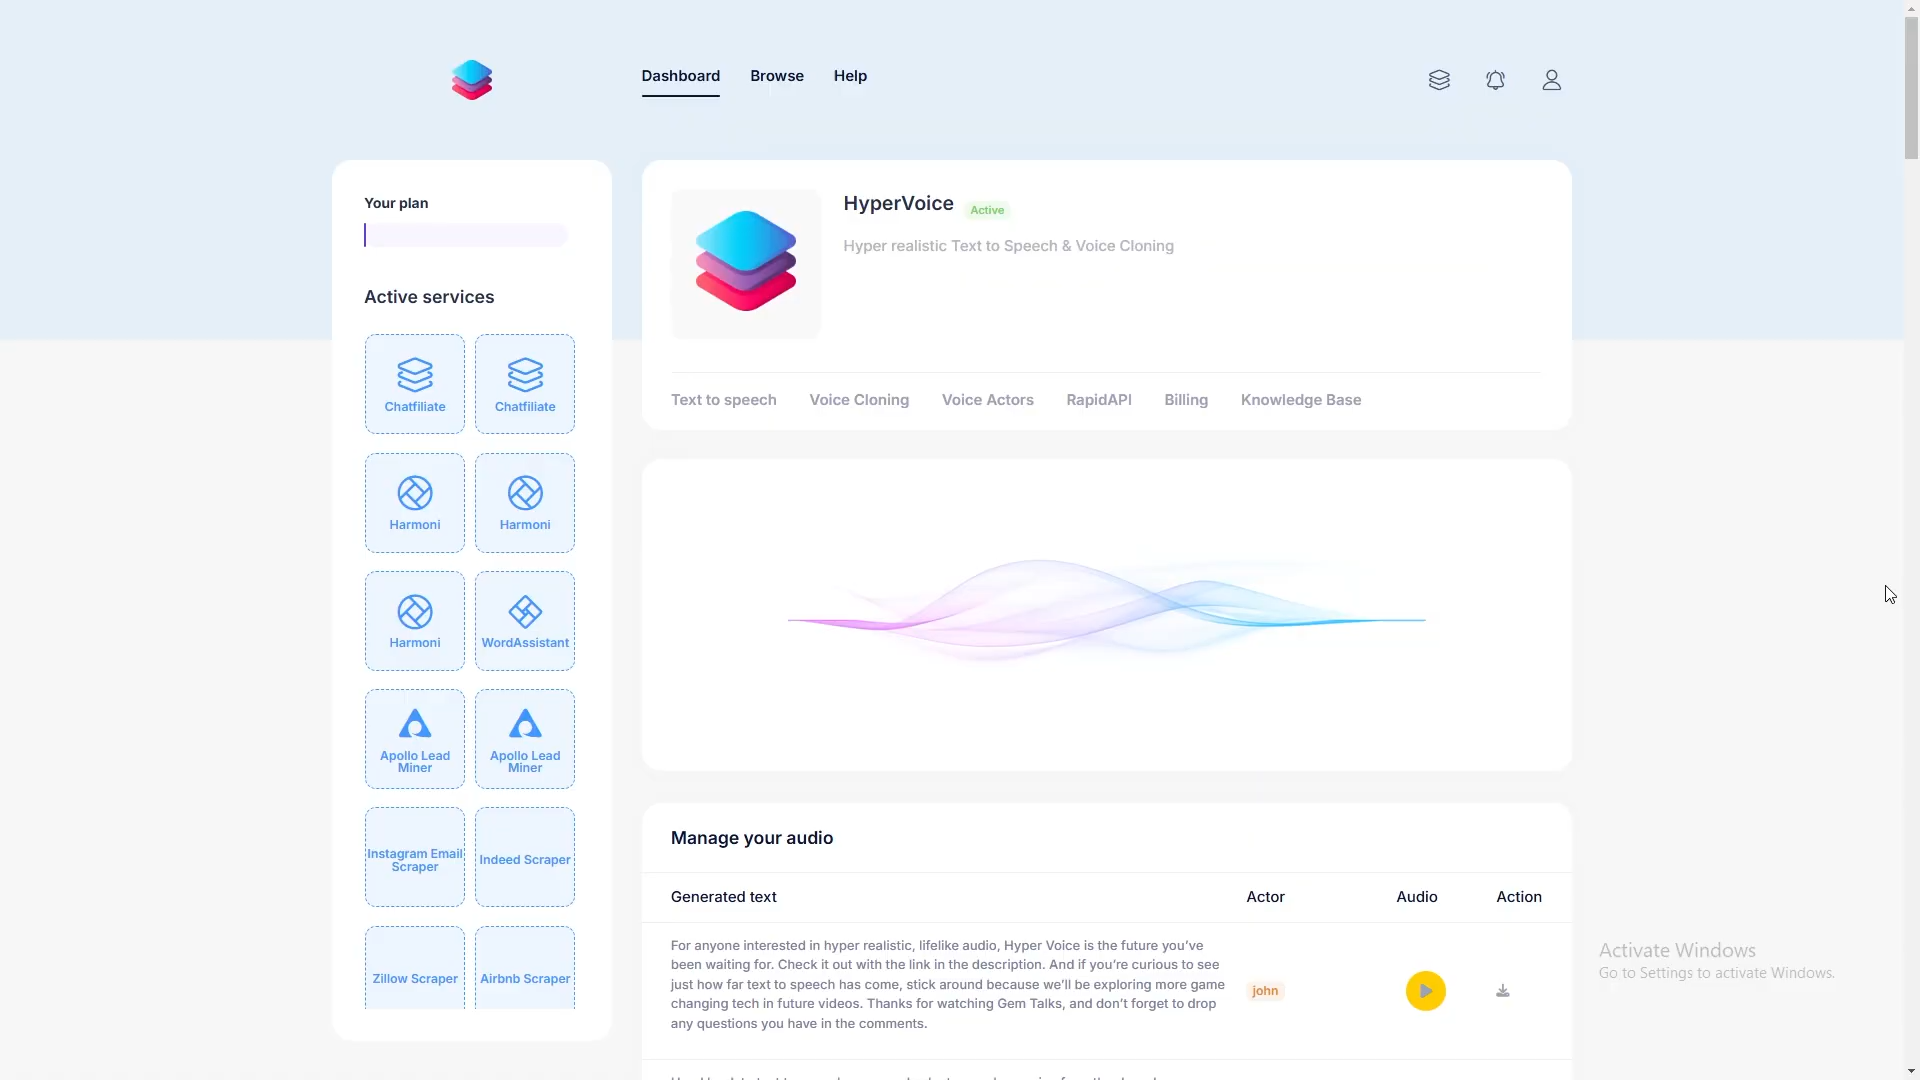 Dashboard
Browse
Help
Your plan
Active services
Chatfiliate
Chatfiliate
Harmoni
Harmoni
Harmoni
WordAssistant
Apollo Lead
Miner
Apollo Lead
Miner
Instagram Email
Scraper
Indeed Scraper
Zillow Scraper
Airbnb Scraper
HyperVoice
Active
Hyper realistic Text to Speech & Voice Cloning
Text to speech
Voice Cloning
Voice Actors
RapidAPI
Billing
Knowledge Base
Manage your audio
Generated text
Actor
Audio
Action
For anyone interested in hyper realistic, lifelike audio, Hyper Voice is the future you've
been waiting for. Check it out with the link in the description. And if you're curious to see
just how far text to speech has come, stick around because we'll be exploring more game
changing tech in future videos. Thanks for watching Gem Talks, and don't forget to drop
any questions you have in the comments.
john
Activate Windows
Go to Settings to activate Windows.